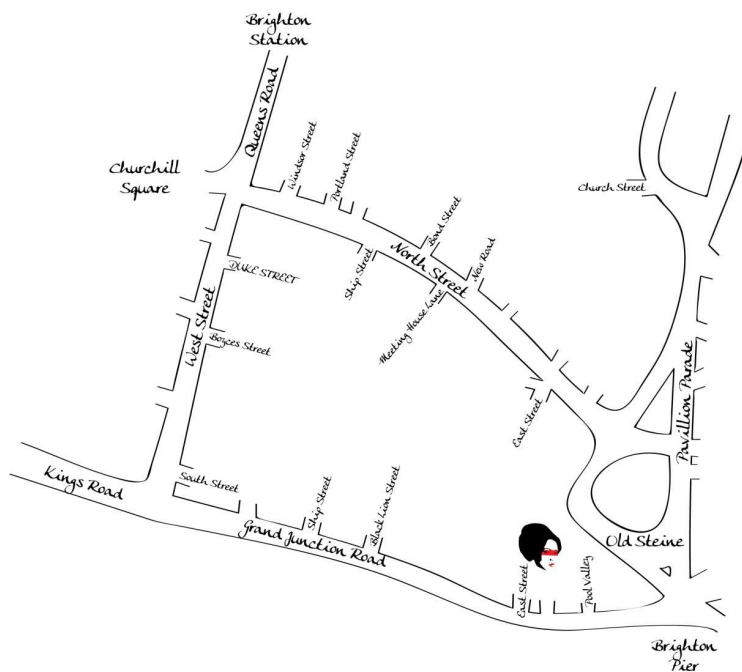 Brighton
Station
Queens Road
Windsor Street
Portland Street
Churchill
Square
Church Street
Bond Street
North Street
New Road
Ship Street
DUKE STREET
Meeting House Lane
West Street
Boyces Street
Pavillion Parade
East Street
Kings Road
South Street
Ship Street
Black Lion Street
Grand Junction Road
Old Steine
East Street
Pool Valley
Brighton
Pier